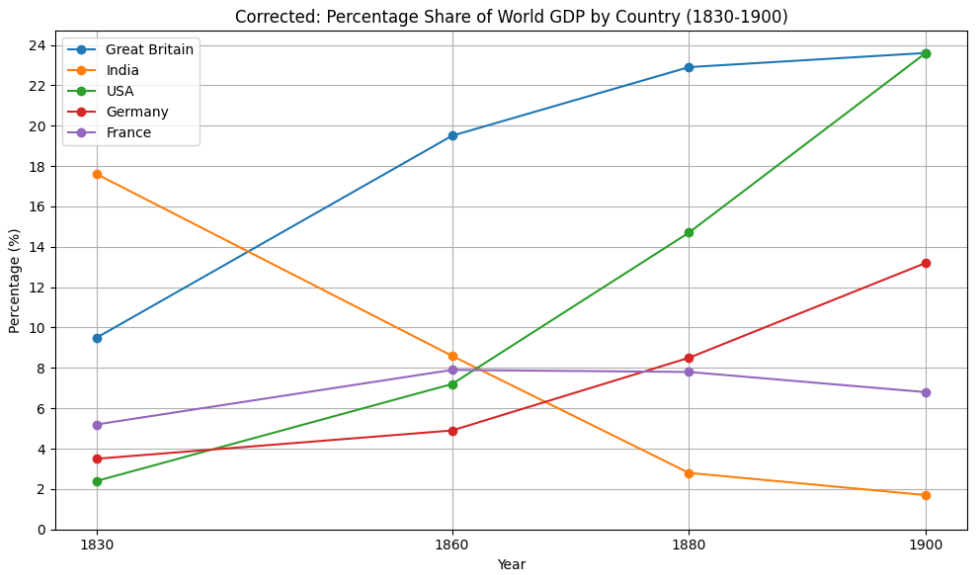 Corrected: Percentage Share of World GDP by Country (1830-1900)
Great Britain
India
USA
Germany
France
Percentage (%)
24
22
20
18
16
14
12
10
8
6
4
2
0
1830 1860 1880 1900
Year